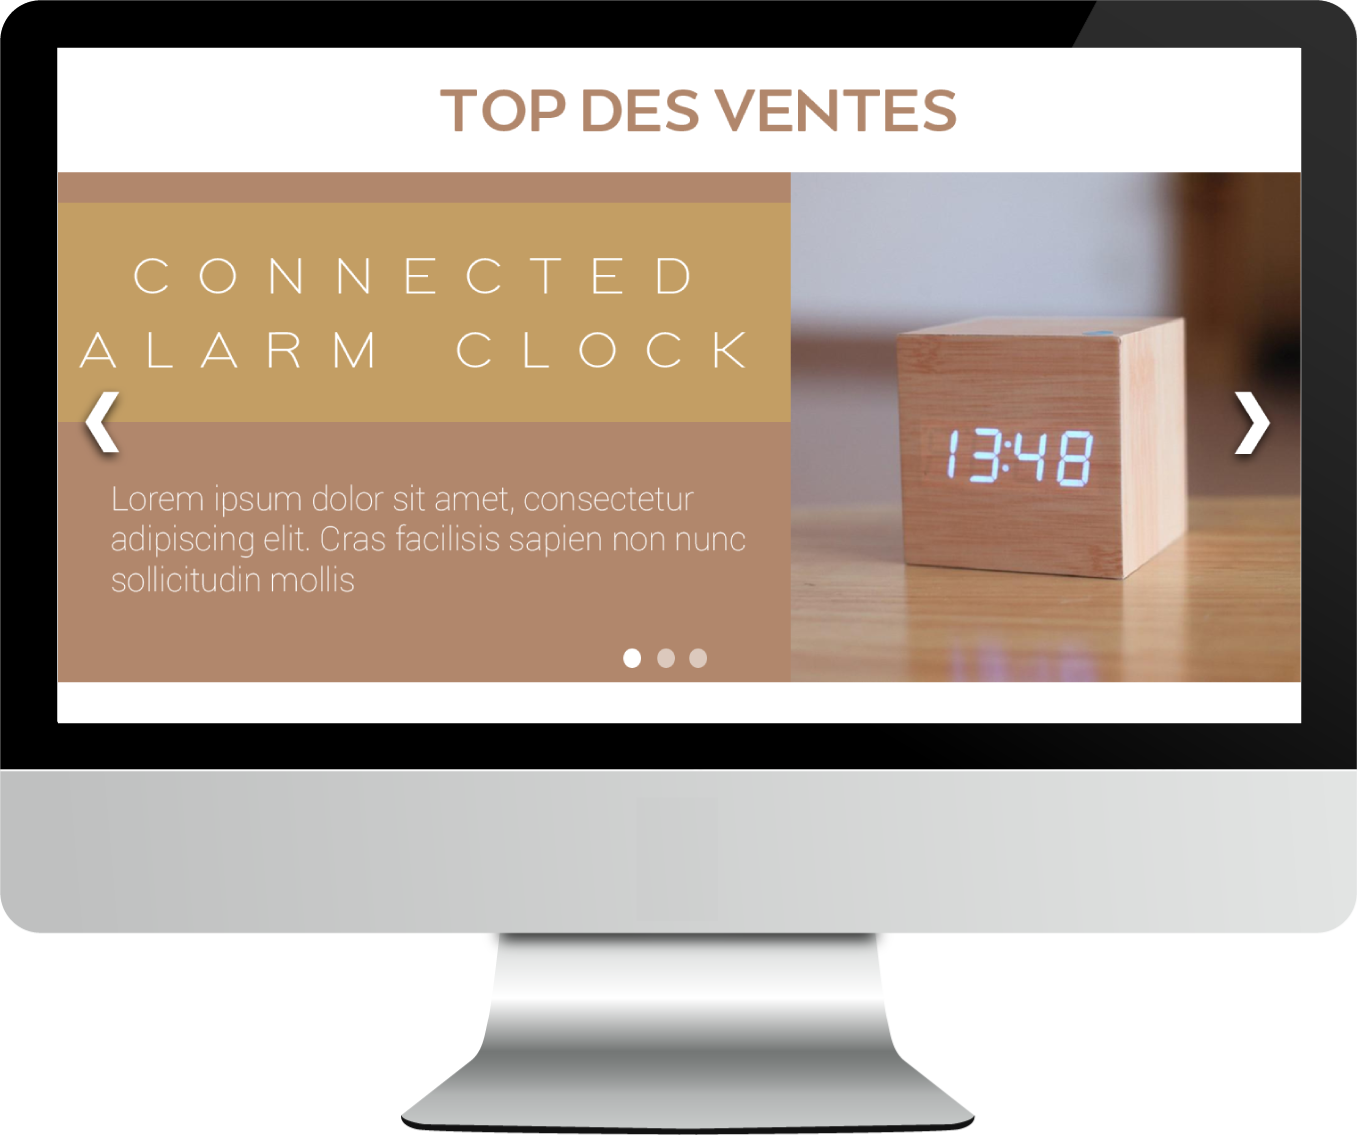 TOP DES VENTES
CONNECTED
ALARM CLOCK
Lorem ipsum dolor sit amet, consectetur
adipiscing elit. Cras facilisis sapien non nunc
sollicitudin mollis
13:48